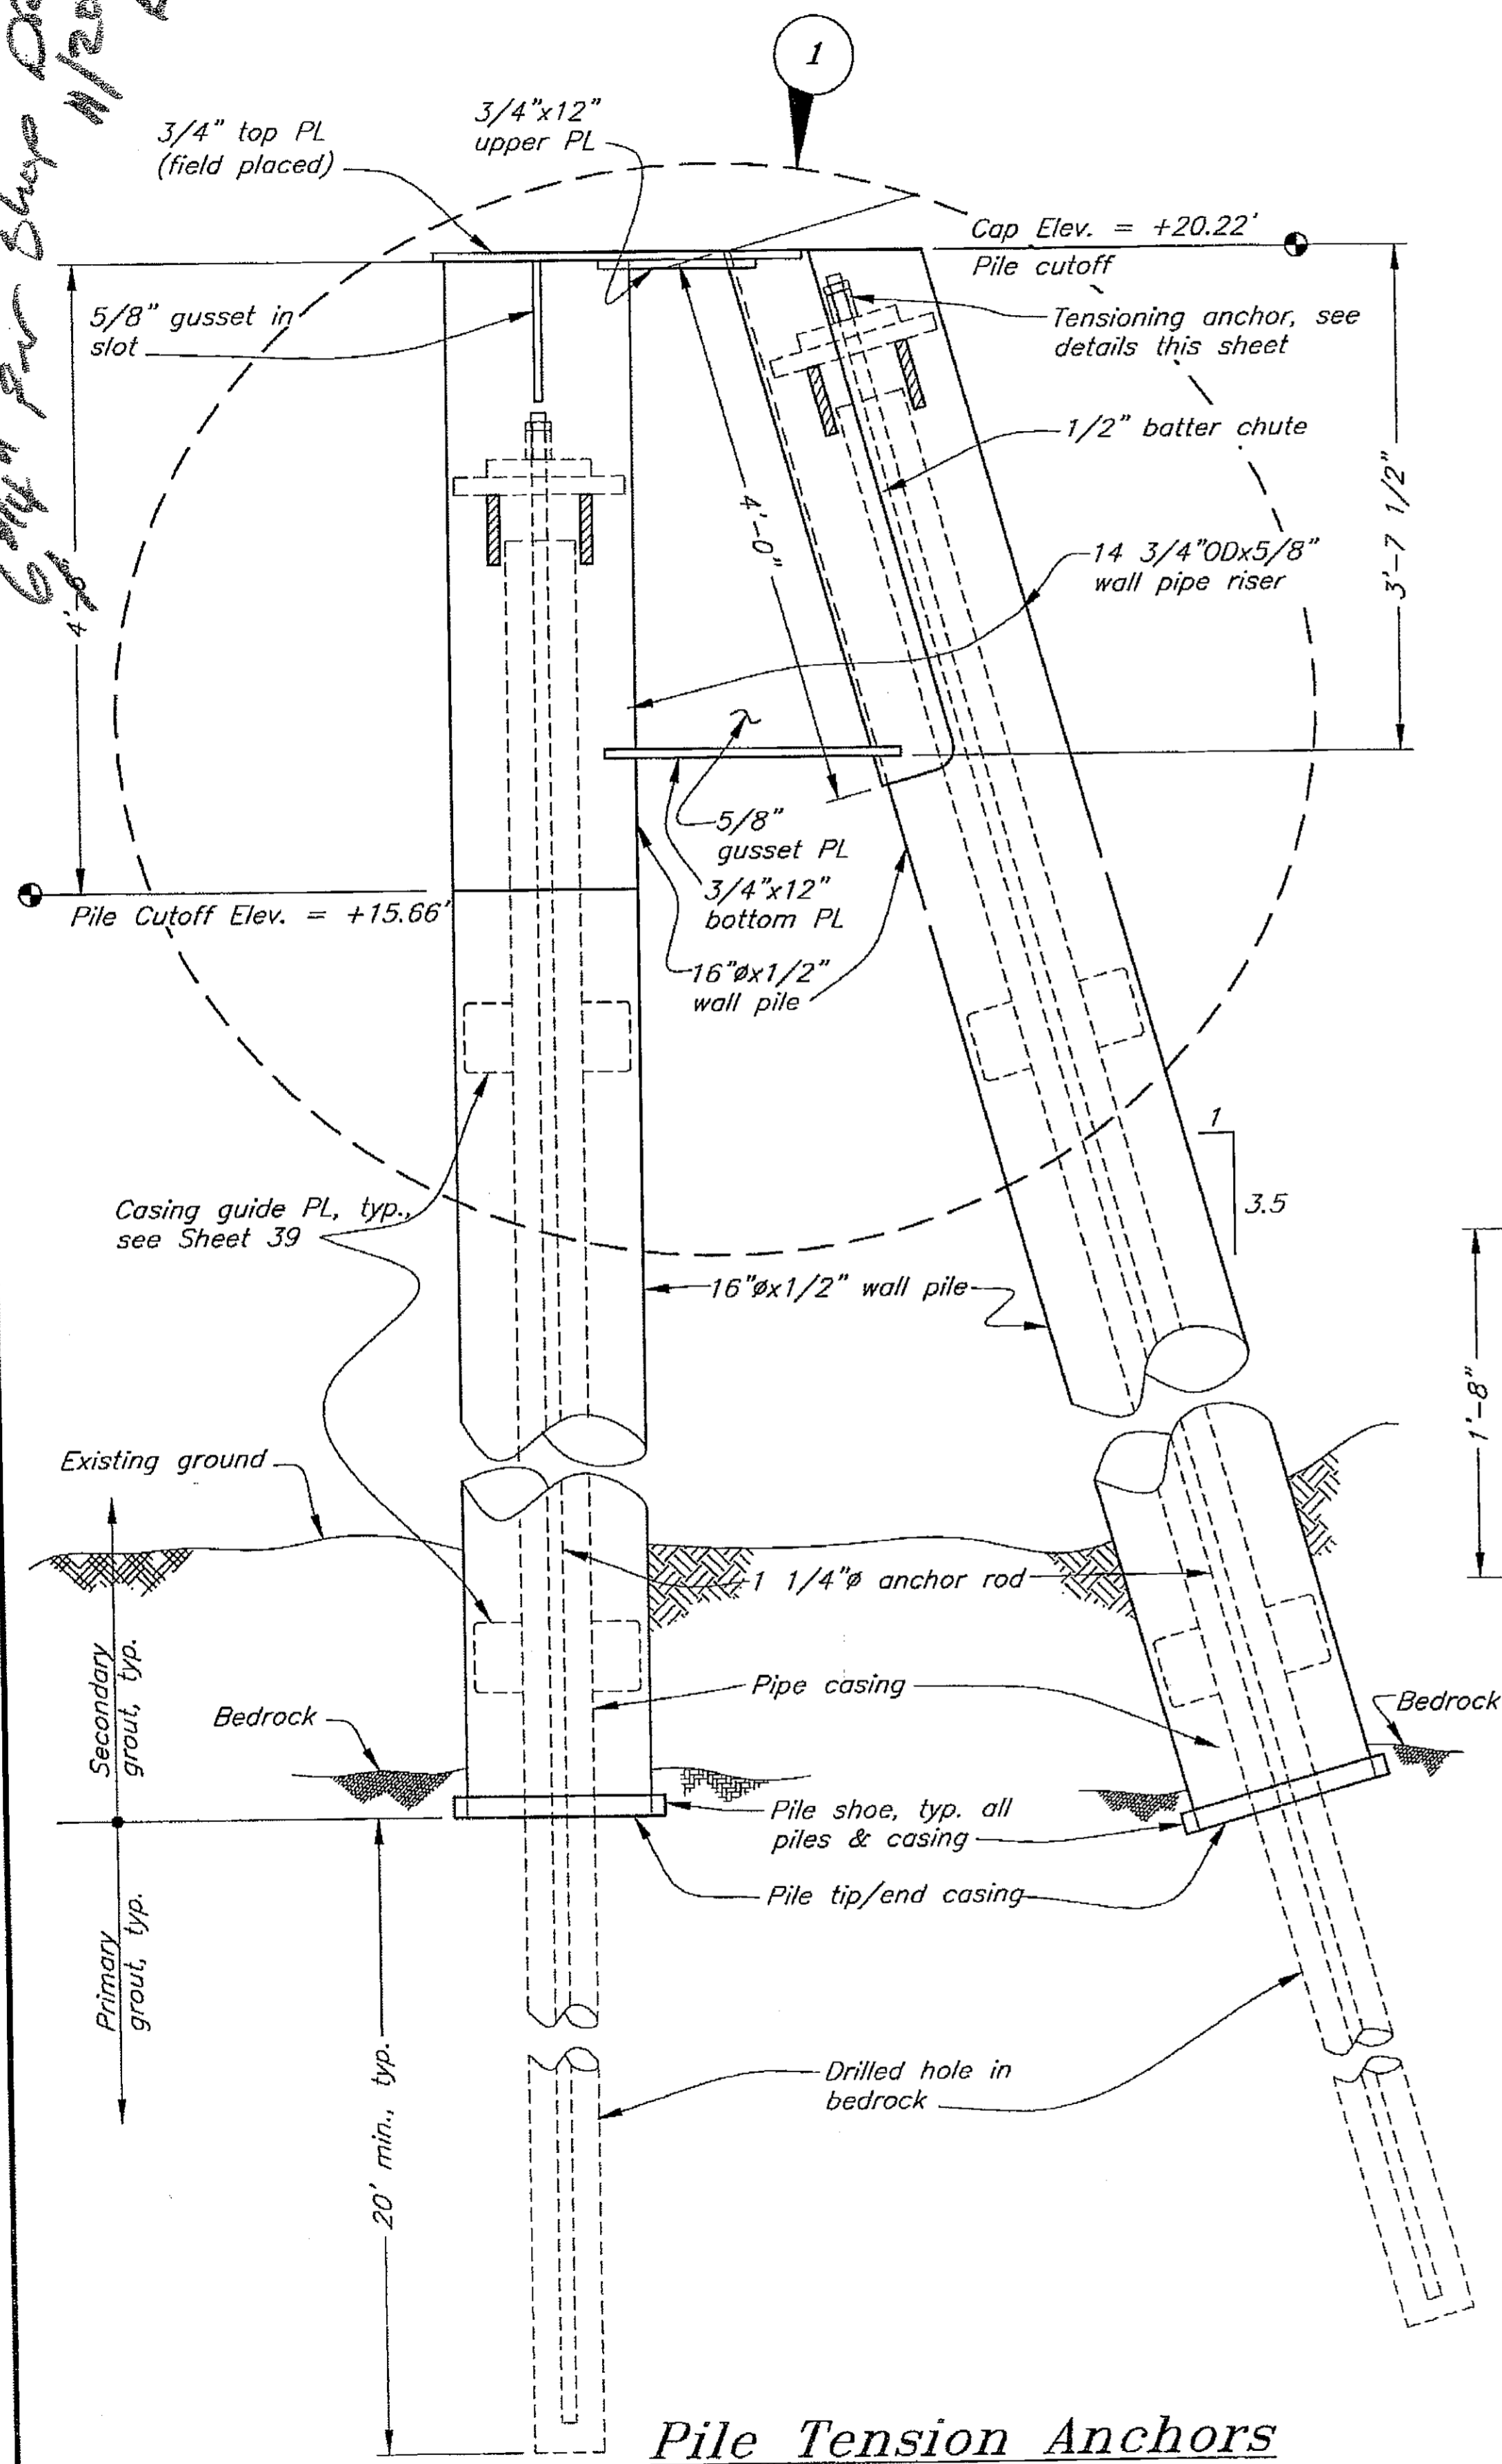 Shop
Per
1
3/4" top PL
(field placed)
3/4"x12"
upper PL
Cap Elev. = +20.22'
Pile cutoff
5/8" gusset in
slot
Tensioning anchor, see
details this sheet
1/2" batter chute
4'-0"
3'-7 1/2"
14 3/4"ODx5/8"
wall pipe riser
5/8"
gusset PL
3/4"x12"
bottom PL
Pile Cutoff Elev. = +15.66'
16"øx1/2"
wall pile
1
3.5
Casing guide PL, typ.,
see Sheet 39
16"øx1/2" wall pile
1'-8"
Existing ground
1 1/4"ø anchor rod
Secondary
grout, typ.
Pipe casing
Bedrock
Bedrock
Pile shoe, typ. all
piles & casing
Pile tip/end casing
Primary
grout, typ.
20' min., typ.
Drilled hole in
bedrock
Pile Tension Anchors